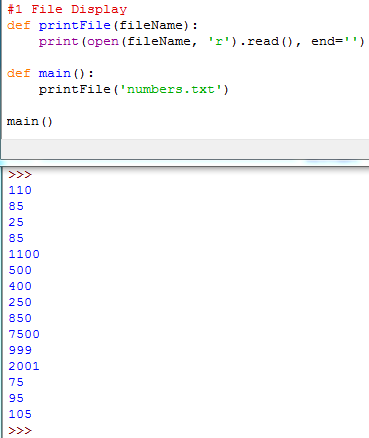 #1 File Display
def printFile(fileName):
    print(open(fileName, 'r').read(), end='')
def main():
    printFile('numbers.txt')
main()
>>>
110
85
25
85
1100
500
400
250
850
7500
999
2001
75
95
105
>>>